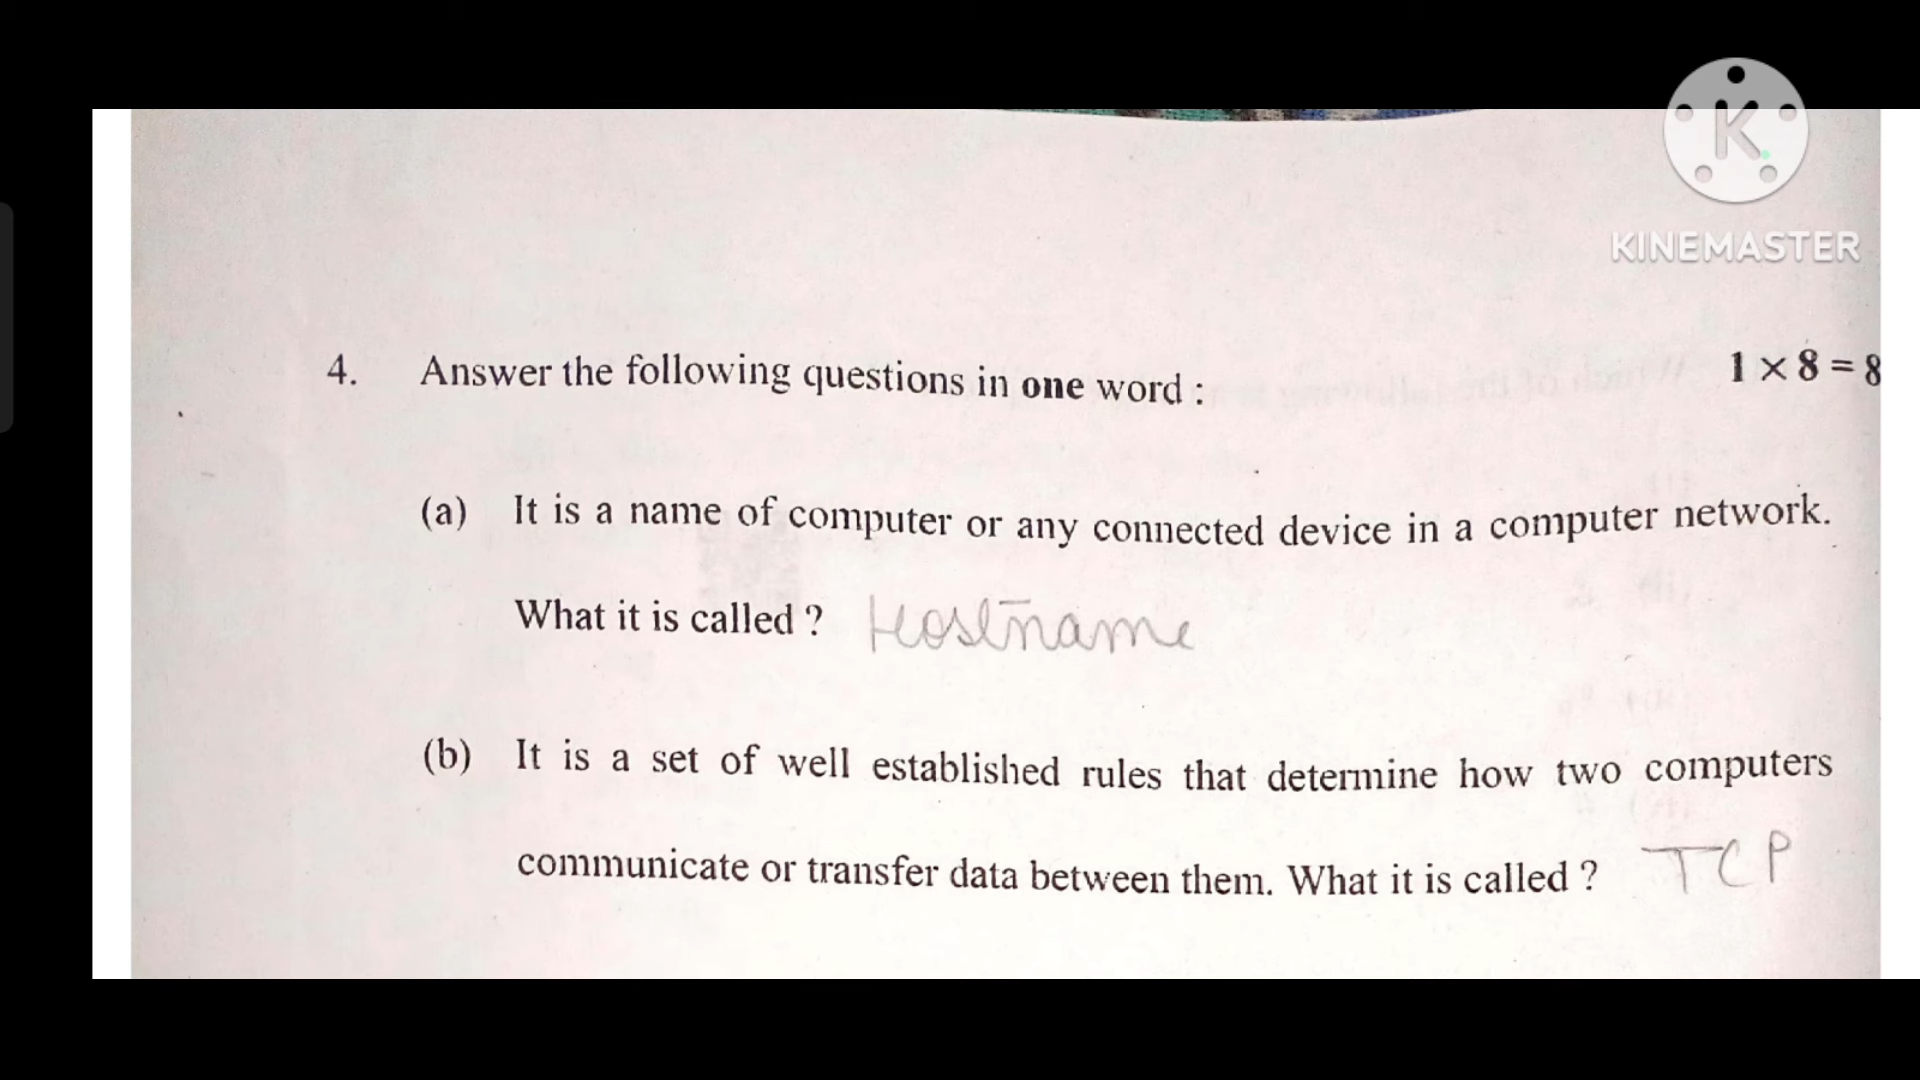 K
KINEMASTER
4. Answer the following questions in one word : 1 × 8 = 8
(a) It is a name of computer or any connected device in a computer network.
What it is called ? Hostname
(b) It is a set of well established rules that determine how two computers
communicate or transfer data between them. What it is called ? TCP